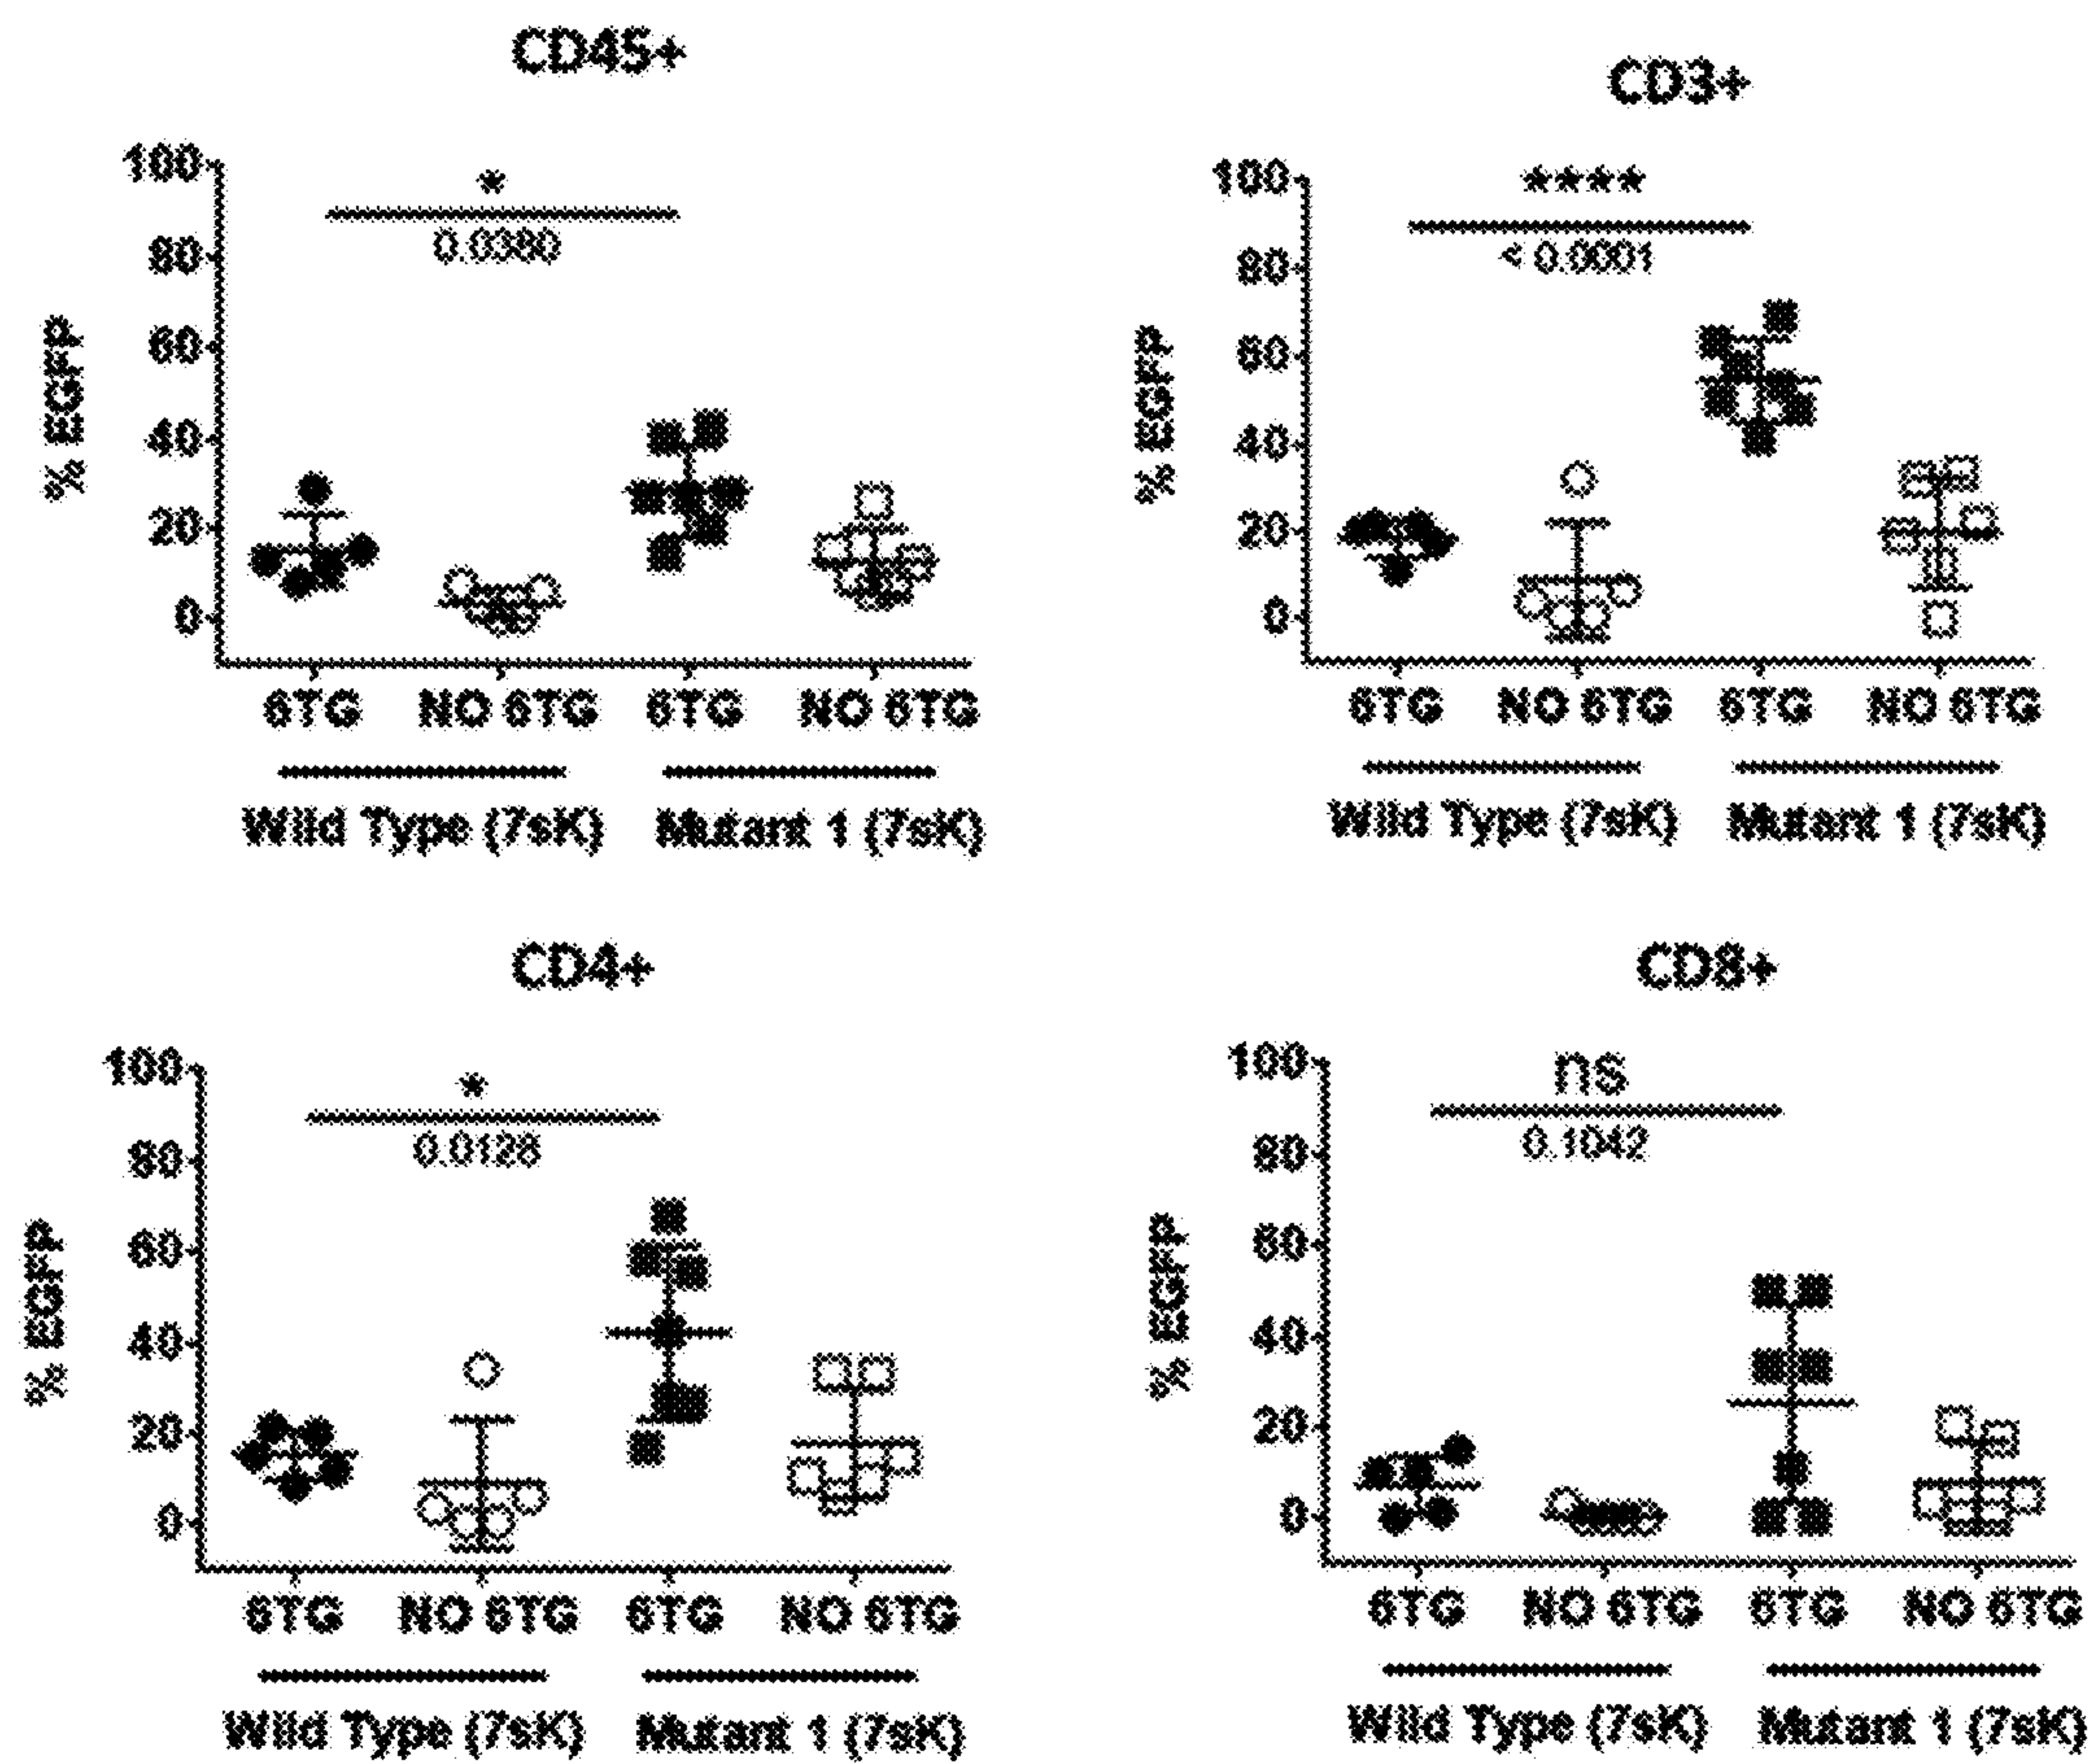 CD45+
100
*
0.0380
80
60
40
20
0
% EGFP
6TG NO 6TG 6TG NO 6TG
Wild Type (7sK) Mutant 1 (7sK)
CD3+
100
****
< 0.0001
80
60
40
20
0
% EGFP
6TG NO 6TG 6TG NO 6TG
Wild Type (7sK) Mutant 1 (7sK)
CD4+
100
*
0.0128
80
60
40
20
0
% EGFP
6TG NO 6TG 6TG NO 6TG
Wild Type (7sK) Mutant 1 (7sK)
CD8+
100
ns
0.1042
80
60
40
20
0
% EGFP
6TG NO 6TG 6TG NO 6TG
Wild Type (7sK) Mutant 1 (7sK)